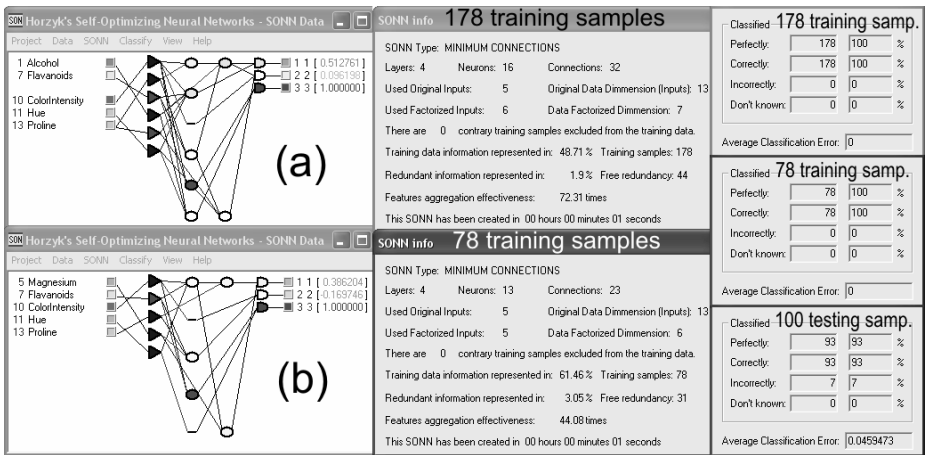 Horzyk's Self-Optimizing Neural Networks - SONN Data
Project Data SONN Classify View Help
1 Alcohol
7 Flavanoids
10 ColorIntensity
11 Hue
13 Proline
1 1 [ 0.512761]
2 2 [ 0.096198]
3 3 [ 1.000000]
(a)
SONN info 178 training samples
SONN Type: MINIMUM CONNECTIONS
Layers: 4 Neurons: 16 Connections: 32
Used Original Inputs: 5 Original Data Dimmension (Inputs): 13
Used Factorized Inputs: 6 Data Factorized Dimmension: 7
There are 0 contrary training samples excluded from the training data.
Training data information represented in: 48.71 % Training samples: 178
Redundant information represented in: 1.9 % Free redundancy: 44
Features aggregation effectiveness: 72.31 times
This SONN has been created in 00 hours 00 minutes 01 seconds
Classified 178 training samp.
Perfectly: 178 100 %
Correctly: 178 100 %
Incorrectly: 0 0 %
Don't known: 0 0 %
Average Classification Error: 0
Classified 78 training samp.
Perfectly: 78 100 %
Correctly: 78 100 %
Incorrectly: 0 0 %
Don't known: 0 0 %
Average Classification Error: 0
Horzyk's Self-Optimizing Neural Networks - SONN Data
Project Data SONN Classify View Help
5 Magnesium
7 Flavanoids
10 ColorIntensity
11 Hue
13 Proline
1 1 [ 0.386204]
2 2 [-0.169746]
3 3 [ 1.000000]
(b)
SONN info 78 training samples
SONN Type: MINIMUM CONNECTIONS
Layers: 4 Neurons: 13 Connections: 23
Used Original Inputs: 5 Original Data Dimmension (Inputs): 13
Used Factorized Inputs: 5 Data Factorized Dimmension: 6
There are 0 contrary training samples excluded from the training data.
Training data information represented in: 61.46 % Training samples: 78
Redundant information represented in: 3.05 % Free redundancy: 31
Features aggregation effectiveness: 44.08 times
This SONN has been created in 00 hours 00 minutes 01 seconds
Classified 100 testing samp.
Perfectly: 93 93 %
Correctly: 93 93 %
Incorrectly: 7 7 %
Don't known: 0 0 %
Average Classification Error: 0.0459473